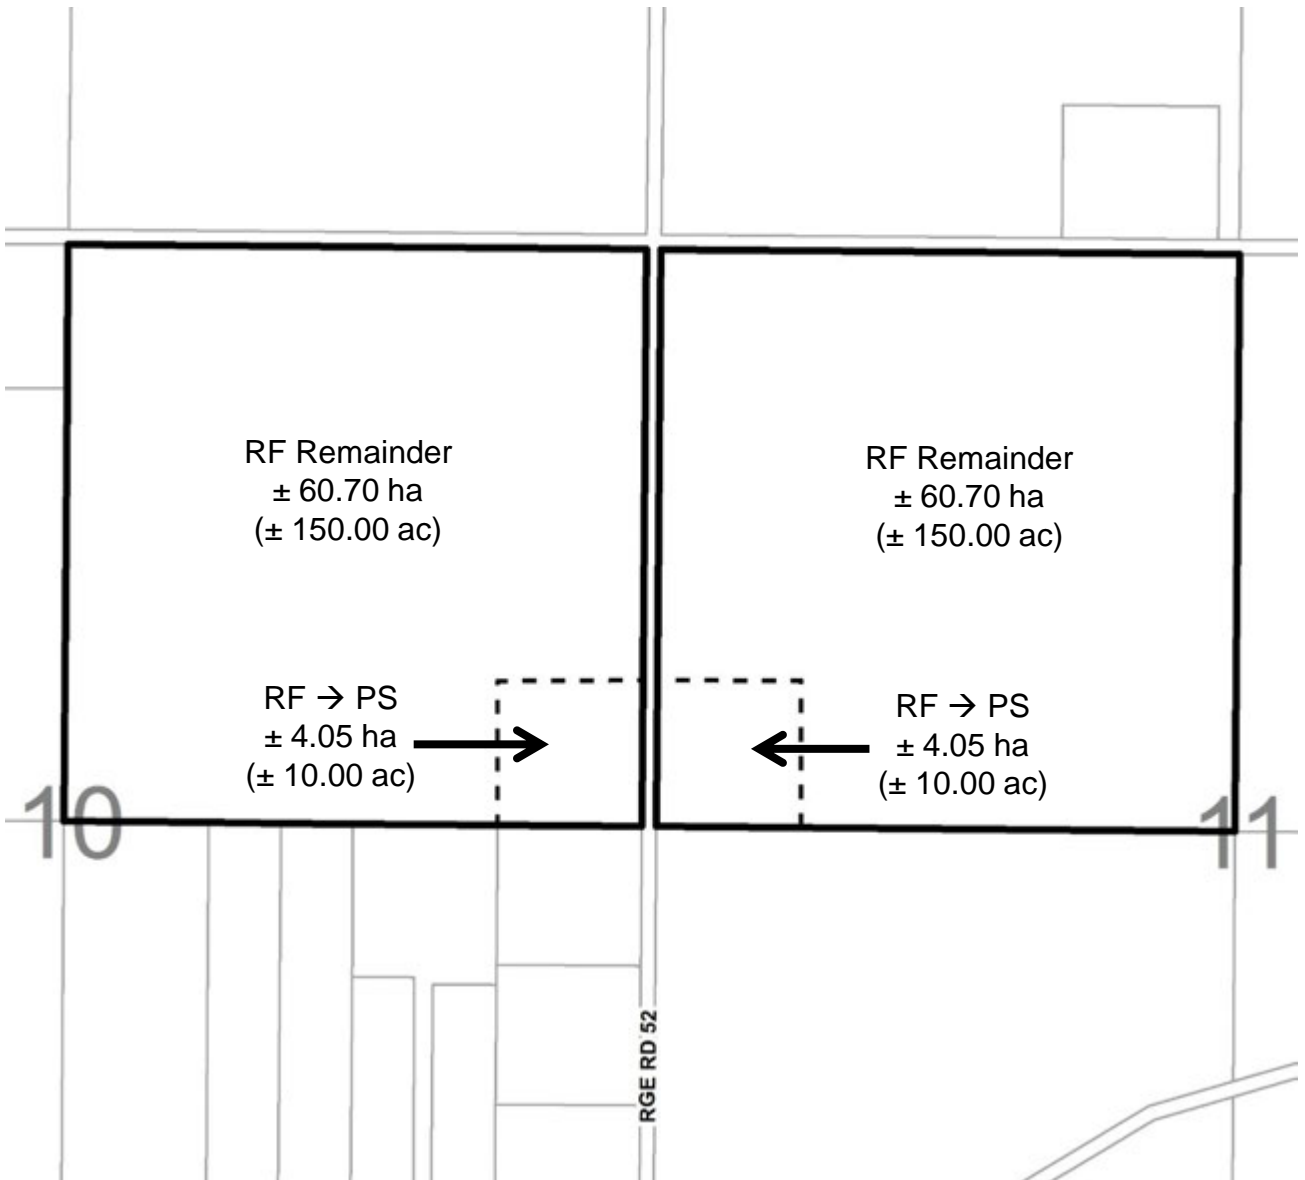 RF Remainder
± 60.70 ha
(± 150.00 ac)
RF Remainder
± 60.70 ha
(± 150.00 ac)
RF → PS
± 4.05 ha
(± 10.00 ac)
RF → PS
± 4.05 ha
(± 10.00 ac)
10
11
RGE RD 52